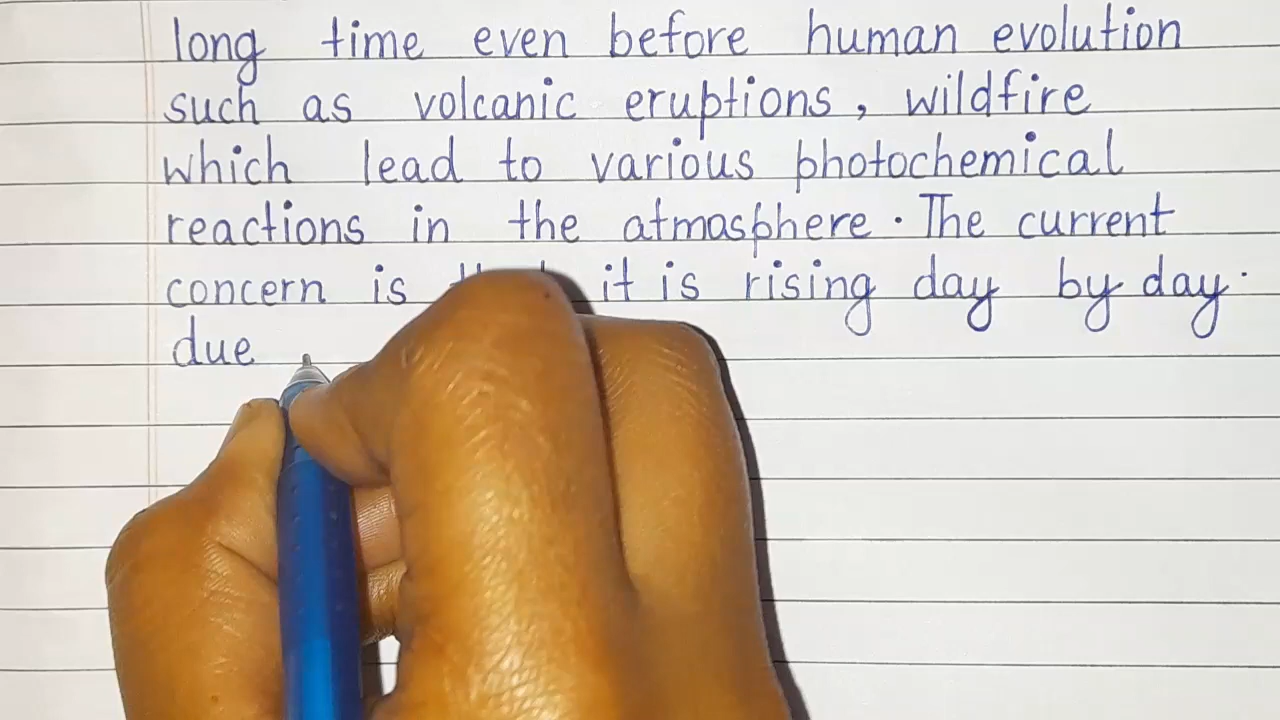 long time even before human evolution
such as volcanic eruptions, wildfire
which lead to various photochemical
reactions in the atmasphere. The current
concern is it is rising day by day.
due